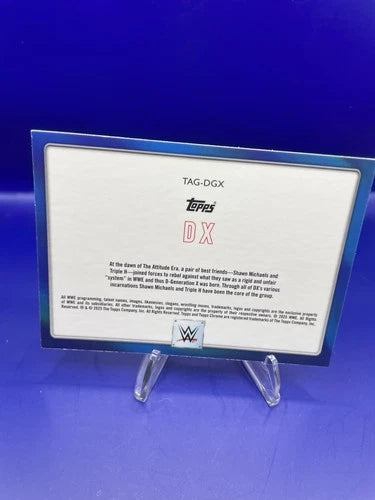 TAG-DGX
Topps
DX
At the dawn of The Attitude Era, a pair of best friends—Shawn Michaels and
Triple H—joined forces to rebel against what they saw as a rigid and unfair
"system" in WWE and thus D-Generation X was born. Through all of DX's various
incarnations Shawn Michaels and Triple H have been the core of the group.
All WWE programming, talent names, images, likenesses, slogans, wrestling moves, trademarks, logos and copyrights are the exclusive property
of WWE and its subsidiaries. All other trademarks, logos and copyrights are the property of their respective owners. © 2025 WWE. All Rights
Reserved. ® & © 2025 The Topps Company, Inc. All Rights Reserved. Topps and Topps Chrome are registered trademarks of The Topps Company, Inc.
W